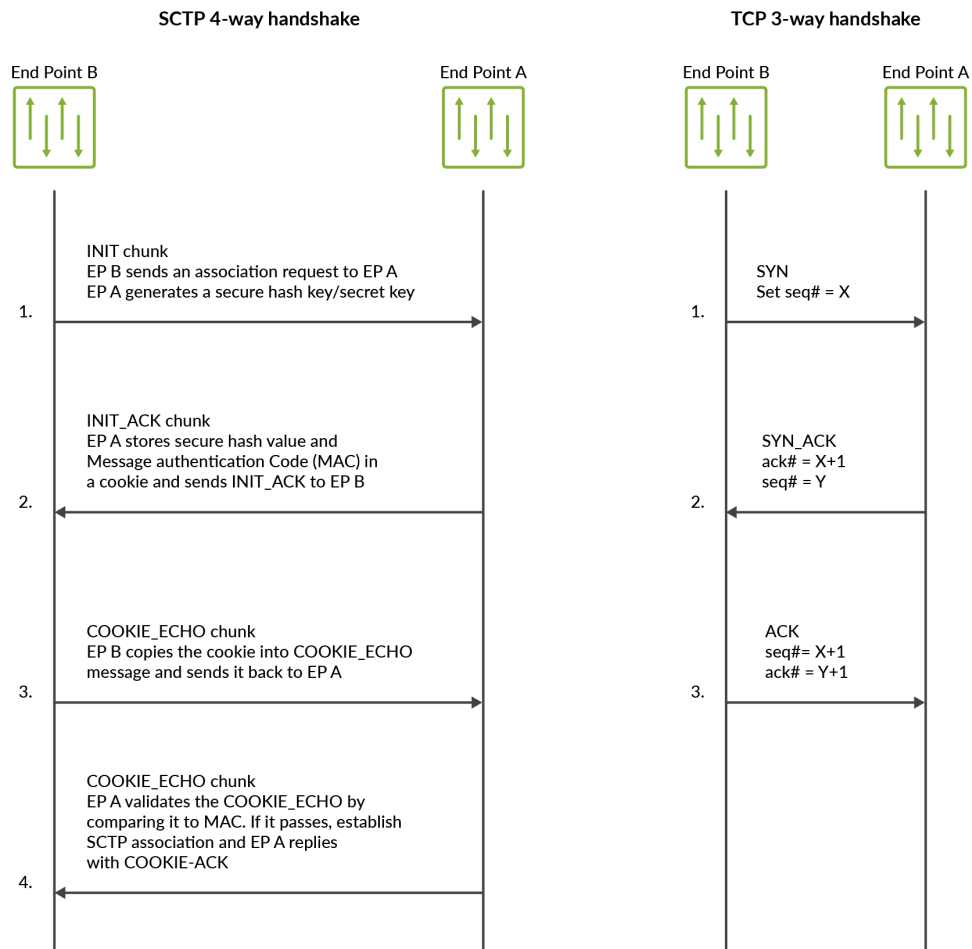 SCTP 4-way handshake
End Point B
End Point A
INIT chunk
EP B sends an association request to EP A
EP A generates a secure hash key/secret key
1.
INIT_ACK chunk
EP A stores secure hash value and
Message authentication Code (MAC) in
a cookie and sends INIT_ACK to EP B
2.
COOKIE_ECHO chunk
EP B copies the cookie into COOKIE_ECHO
message and sends it back to EP A
3.
COOKIE_ECHO chunk
EP A validates the COOKIE_ECHO by
comparing it to MAC. If it passes, establish
SCTP association and EP A replies
with COOKIE-ACK
4.
TCP 3-way handshake
End Point B
End Point A
SYN
Set seq# = X
1.
SYN_ACK
ack# = X+1
seq# = Y
2.
ACK
seq#= X+1
ack# = Y+1
3.